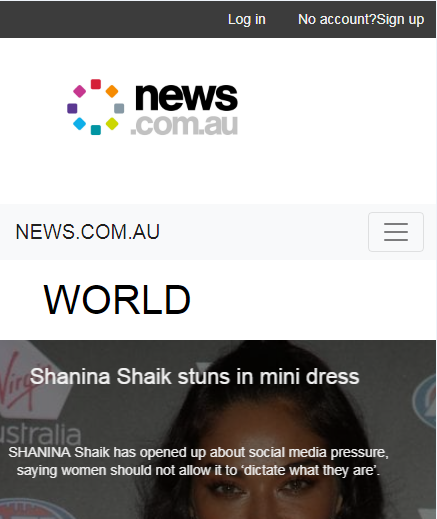 Log in
No account?Sign up
news
.com.au
NEWS.COM.AU
WORLD
Virgin
Shanina Shaik stuns in mini dress
ustralia
SHANINA Shaik has opened up about social media pressure,
saying women should not allow it to ‘dictate what they are’.